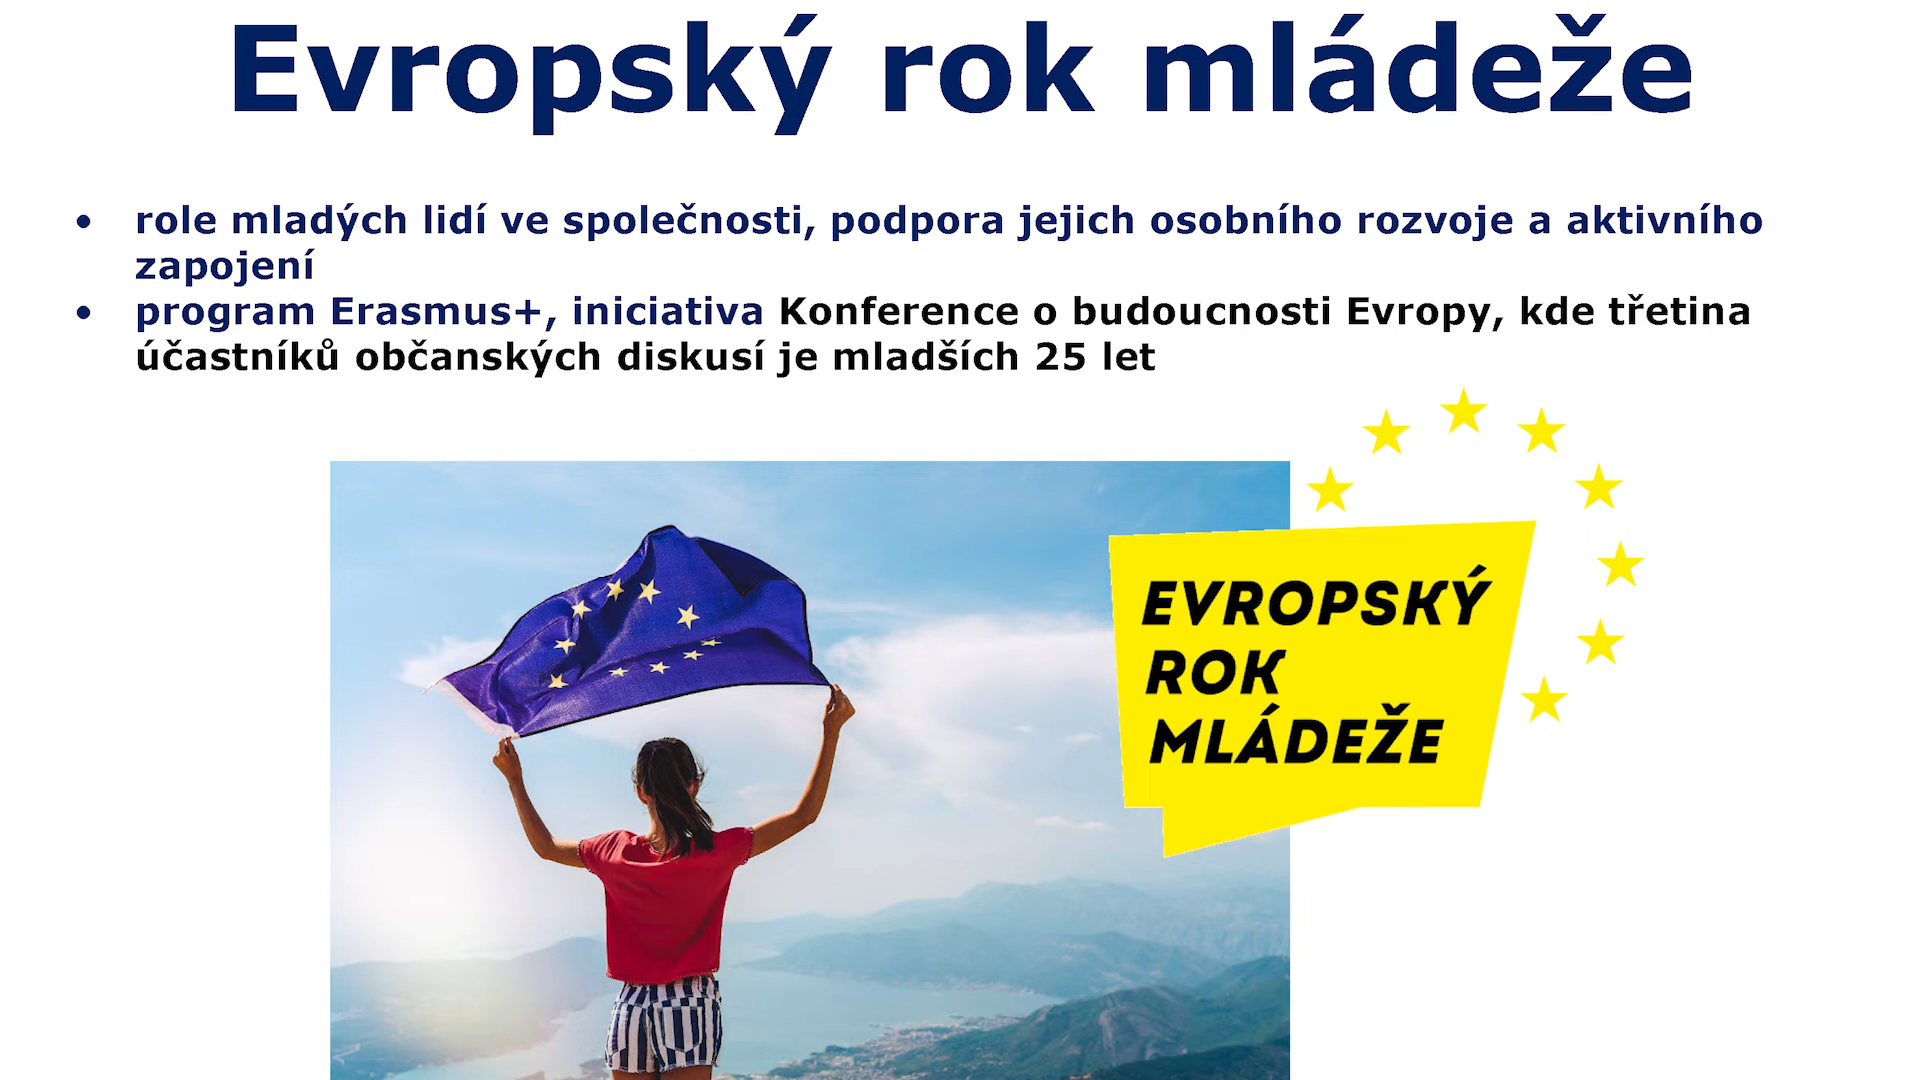 Evropský rok mládeže
• role mladých lidí ve společnosti, podpora jejich osobního rozvoje a aktivního
zapojení
• program Erasmus+, iniciativa Konference o budoucnosti Evropy, kde třetina
účastníků občanských diskusí je mladších 25 let
EVROPSKÝ
ROK
MLÁDEŽE